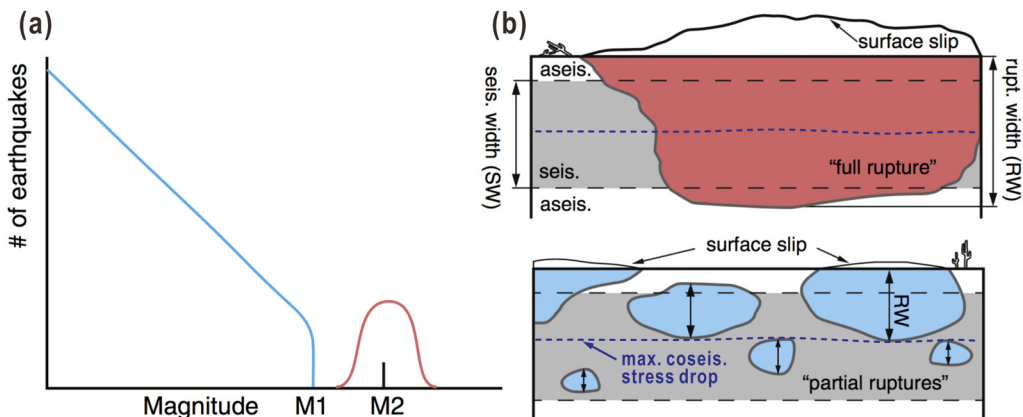 (a)
# of earthquakes
Magnitude
M1
M2
(b)
surface slip
aseis.
seis. width (SW)
seis.
aseis.
"full rupture"
rupt. width (RW)
surface slip
RW
max. coseis.
stress drop
"partial ruptures"